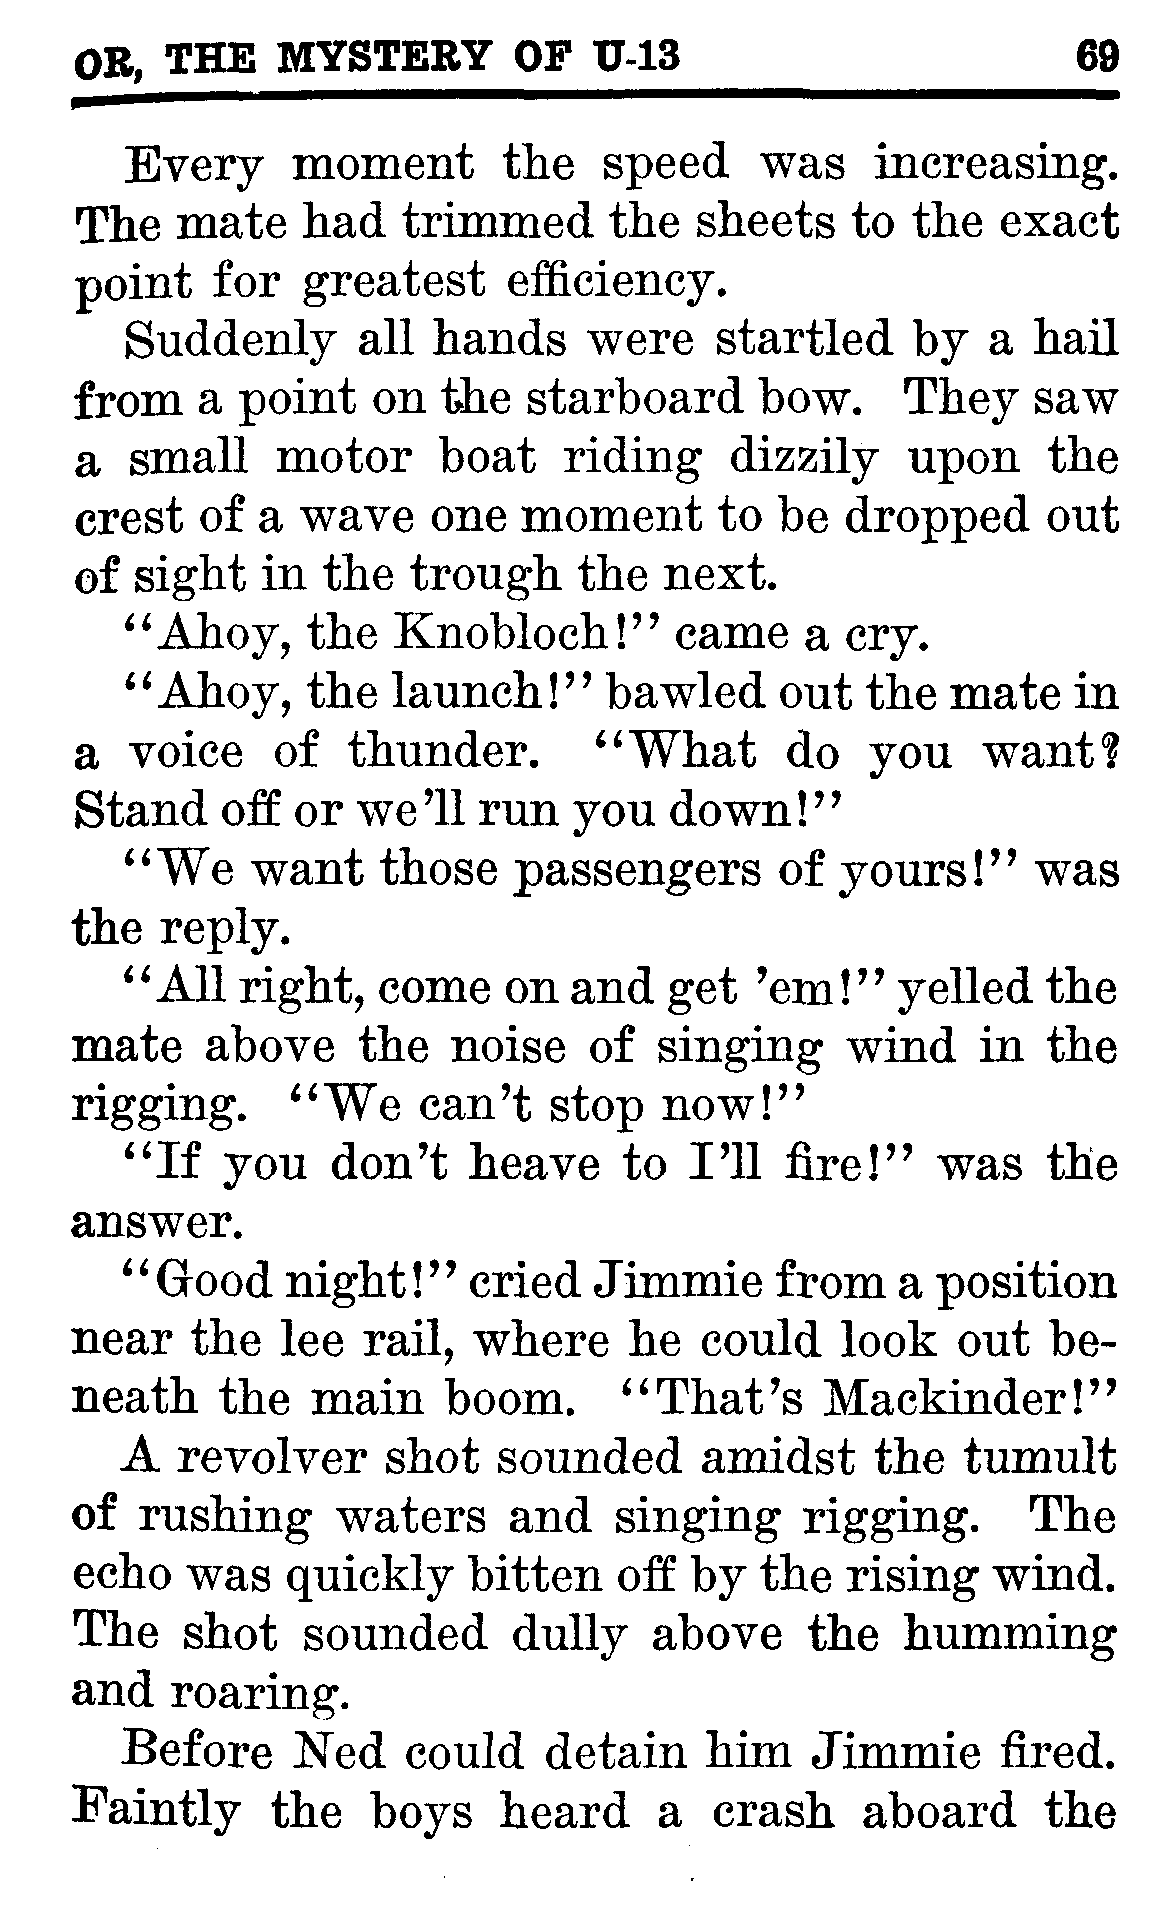 OR, THE MYSTERY OF U-13 69
Every moment the speed was increasing.
The mate had trimmed the sheets to the exact
point for greatest efficiency.
Suddenly all hands were startled by a hail
from a point on the starboard bow. They saw
a small motor boat riding dizzily upon the
crest of a wave one moment to be dropped out
of sight in the trough the next.
“Ahoy, the Knobloch!” came a cry.
“Ahoy, the launch!” bawled out the mate in
a voice of thunder. “What do you want?
Stand off or we’ll run you down!”
“We want those passengers of yours!” was
the reply.
“All right, come on and get ’em!” yelled the
mate above the noise of singing wind in the
rigging. “We can’t stop now!”
“If you don’t heave to I’ll fire!” was the
answer.
“Good night!” cried Jimmie from a position
near the lee rail, where he could look out be-
neath the main boom. “That’s Mackinder!”
A revolver shot sounded amidst the tumult
of rushing waters and singing rigging. The
echo was quickly bitten off by the rising wind.
The shot sounded dully above the humming
and roaring.
Before Ned could detain him Jimmie fired.
Faintly the boys heard a crash aboard the